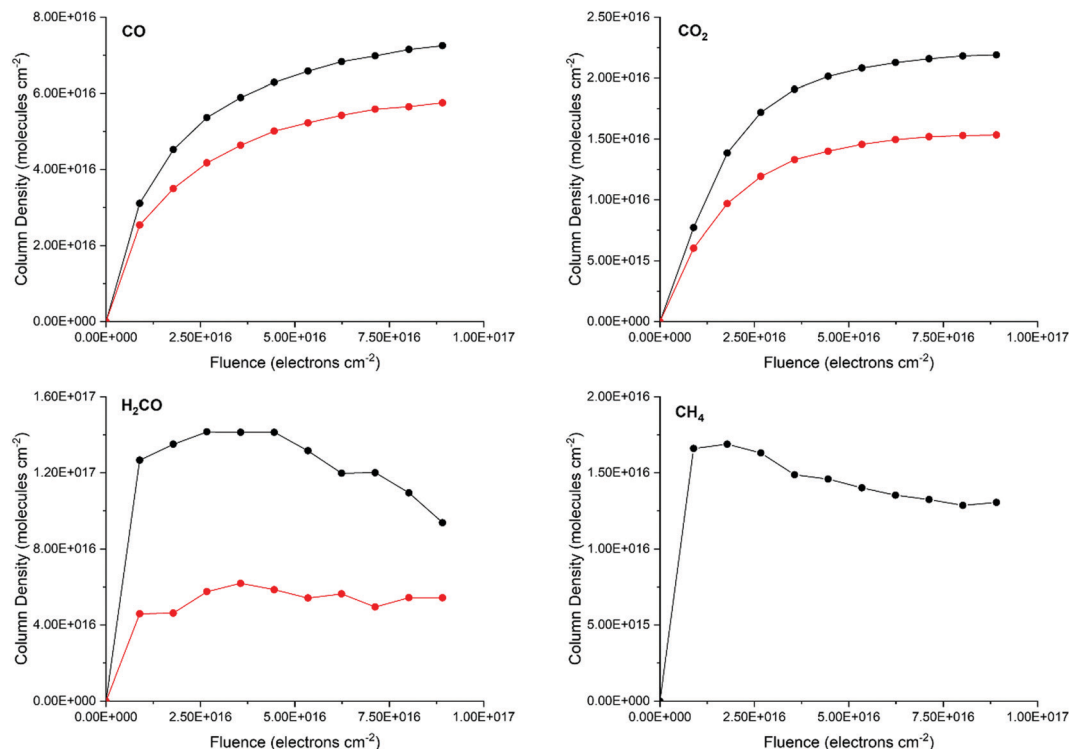 CO
8.00E+016
6.00E+016
4.00E+016
2.00E+016
0.00E+000
Column Density (molecules cm-2)
0.00E+000 2.50E+016 5.00E+016 7.50E+016 1.00E+017
Fluence (electrons cm-2)
CO2
2.50E+016
2.00E+016
1.50E+016
1.00E+016
5.00E+015
0.00E+000
Column Density (molecules cm-2)
0.00E+000 2.50E+016 5.00E+016 7.50E+016 1.00E+017
Fluence (electrons cm-2)
H2CO
1.60E+017
1.20E+017
8.00E+016
4.00E+016
0.00E+000
Column Density (molecules cm-2)
0.00E+000 2.50E+016 5.00E+016 7.50E+016 1.00E+017
Fluence (electrons cm-2)
CH4
2.00E+016
1.50E+016
1.00E+016
5.00E+015
0.00E+000
Column Density (molecules cm-2)
0.00E+000 2.50E+016 5.00E+016 7.50E+016 1.00E+017
Fluence (electrons cm-2)